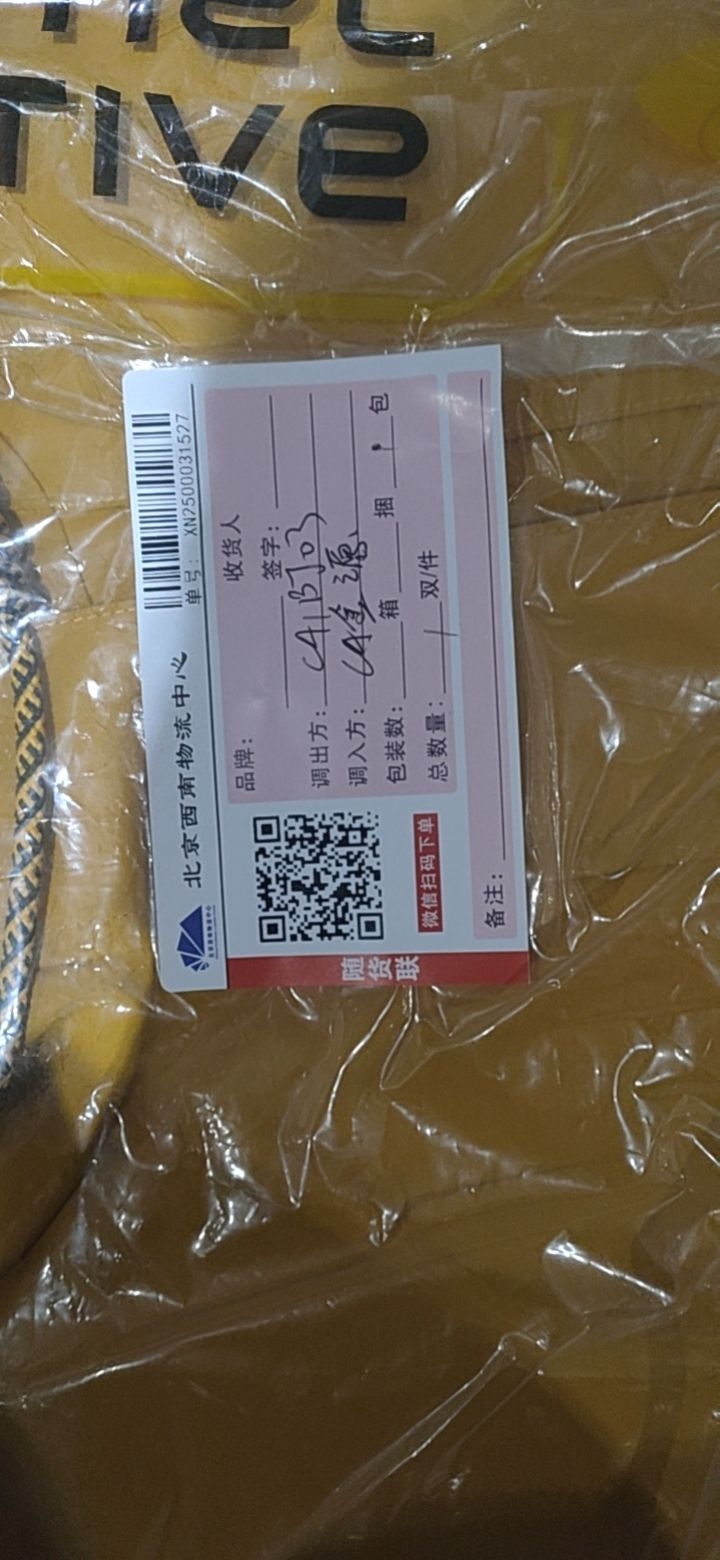 TIVE
北京西南物流中心
单号: XN2500031527
品牌:
收货人
签字:
调出方: CA1BJ03
调入方: CA金源
包装数: 箱 捆 1 包
总数量: 1 双/件
微信扫码下单
备注:
随货联